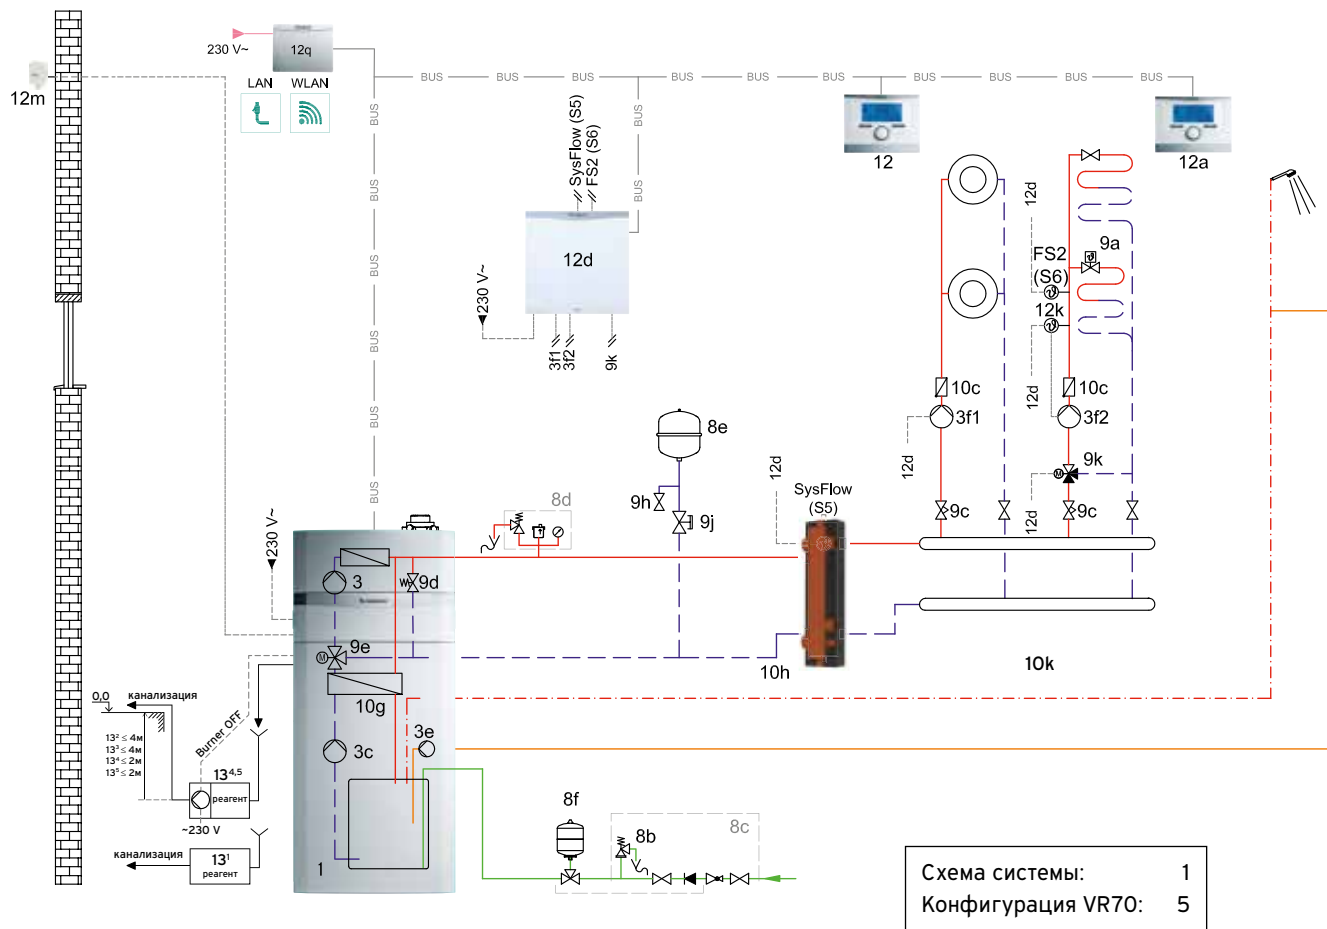 230 V~
12q
BUS BUS BUS BUS BUS BUS BUS BUS BUS BUS
12m
LAN WLAN
BUS
BUS
BUS
BUS
BUS
BUS
SysFlow (S5)
FS2 (S6)
BUS
BUS
12
12a
12d
12d
9a
FS2
(S6)
12k
230 V~
3f1
3f2
9k
10c
10c
12d
3f1
3f2
8e
12d
9k
12d
SysFlow
(S5)
12d
9h
9j
9c
12d
9c
8d
230 V~
3
9d
M
9e
M
10h
10k
10g
0,0
канализация
13² ≤ 4м
13³ ≤ 4м
13⁴ ≤ 2м
13⁵ ≤ 2м
Burner OFF
3c
3e
13⁴,⁵
реагент
~230 V
8f
8b
8c
канализация
13¹
реагент
1
Схема системы: 1
Конфигурация VR70: 5